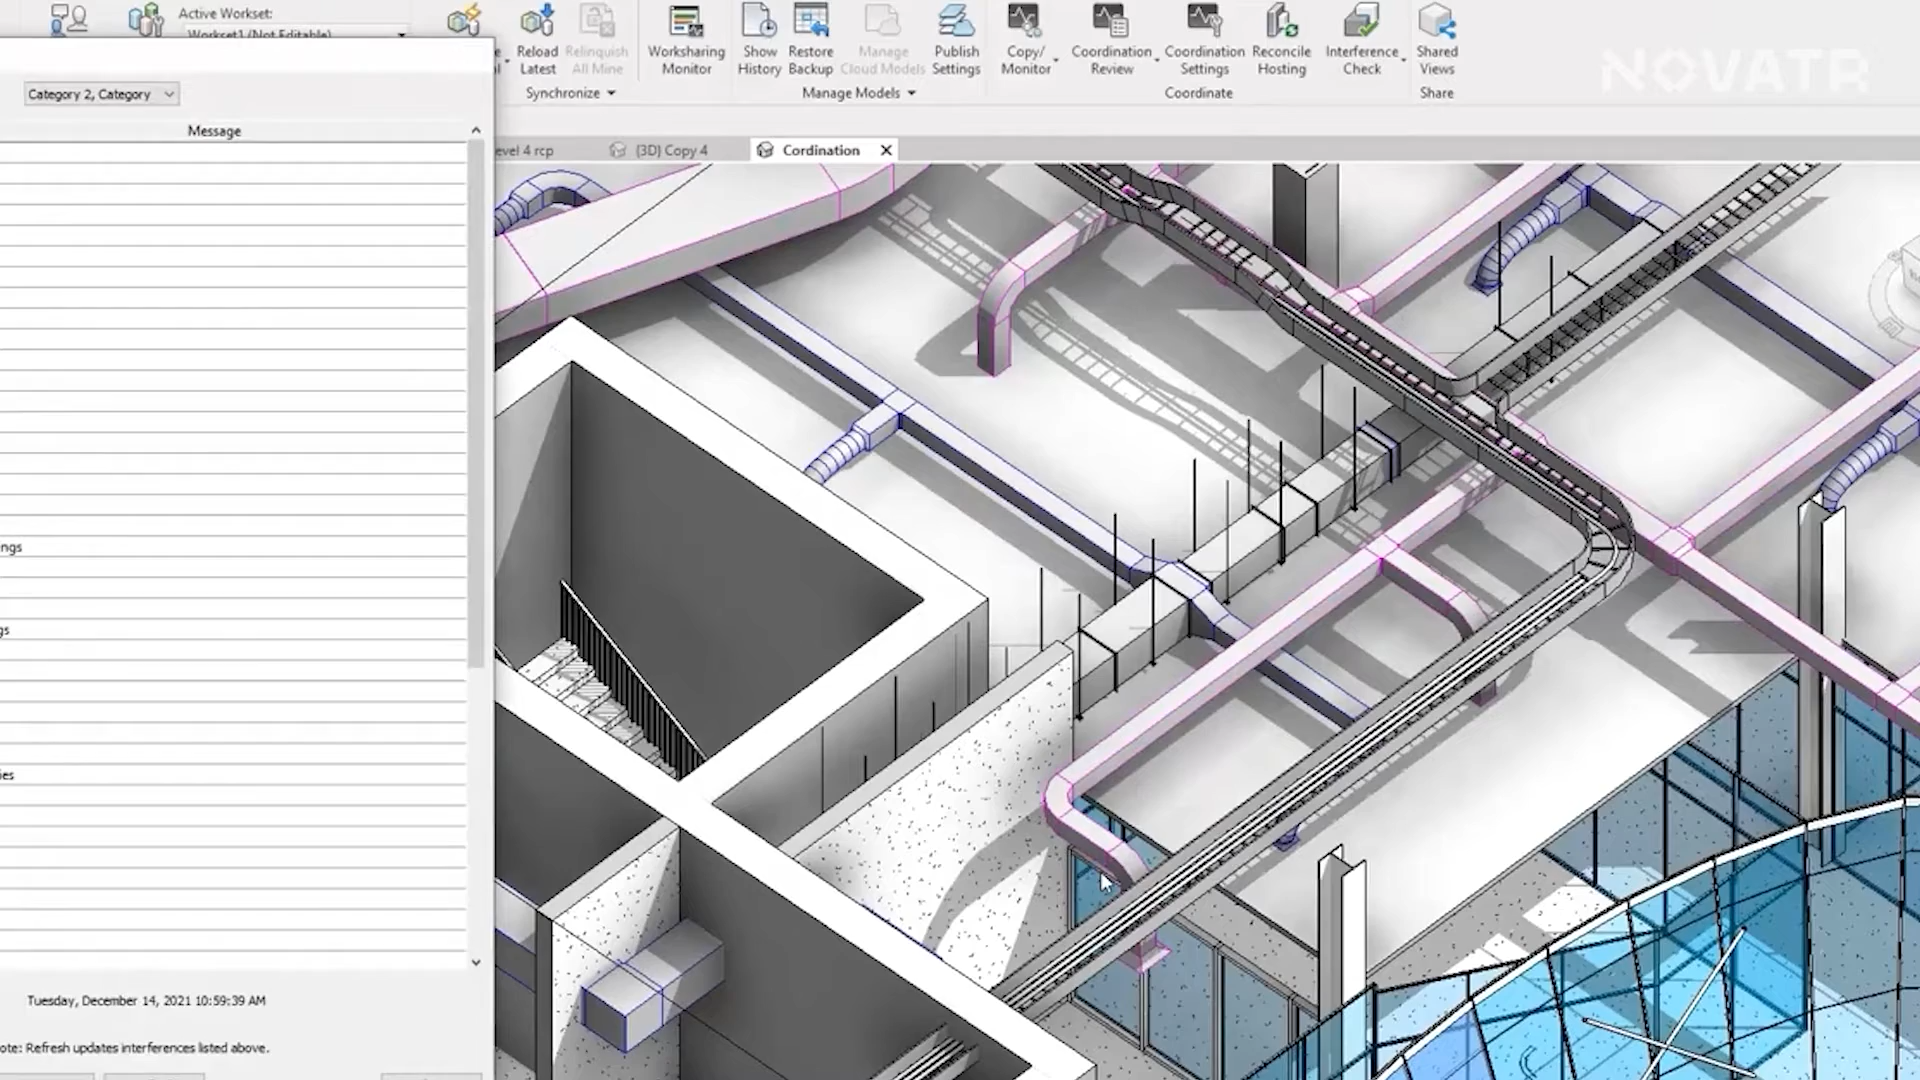 Active Workset:
Workset1 (Not Editable)
Reload Latest
Relinquish All Mine
Worksharing Monitor
Show History
Restore Backup
Manage Cloud Models
Publish Settings
Copy/ Monitor
Coordination Review
Coordination Settings
Reconcile Hosting
Interference Check
Shared Views
NOVATR
Synchronize
Manage Models
Coordinate
Share
Category 2, Category
Message
evel 4 rcp
{3D} Copy 4
Cordination
ngs
gs
ies
Tuesday, December 14, 2021 10:59:39 AM
ote: Refresh updates interferences listed above.